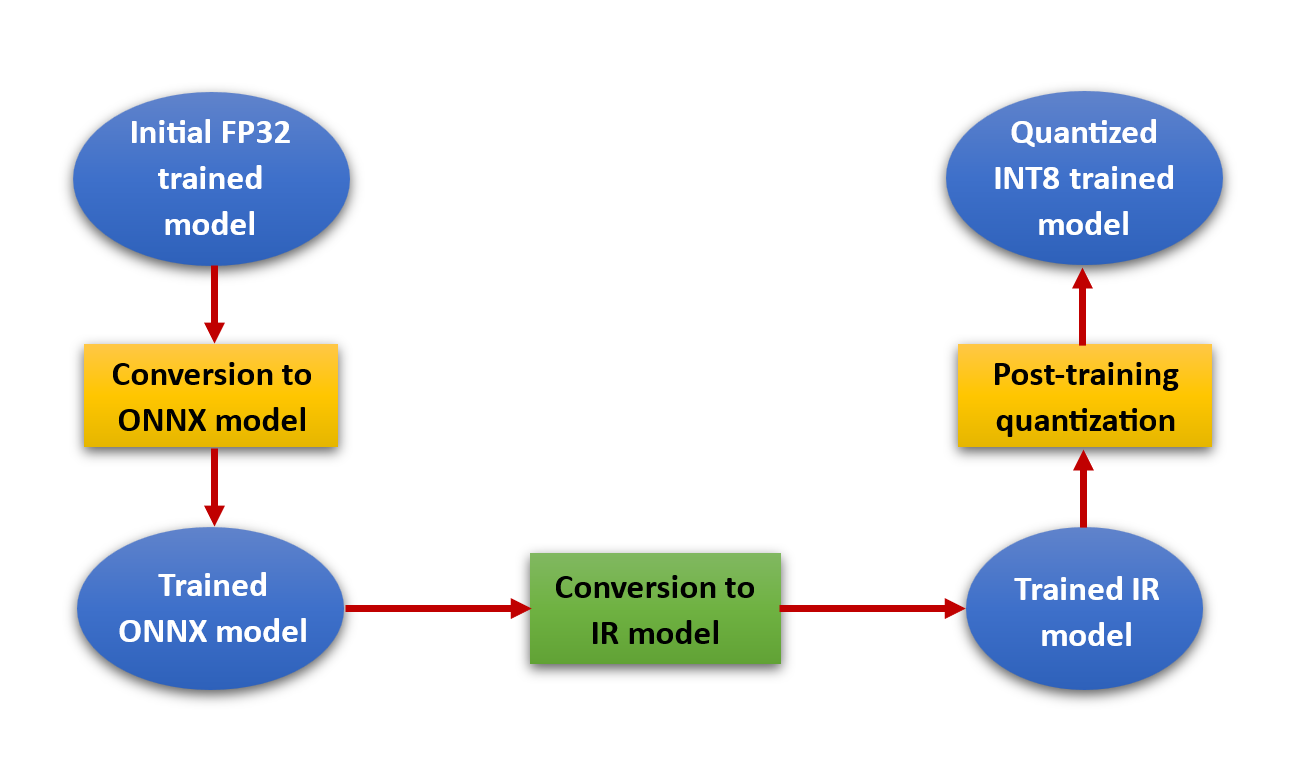 Initial FP32
trained
model
Conversion to
ONNX model
Trained
ONNX model
Conversion to
IR model
Trained IR
model
Post-training
quantization
Quantized
INT8 trained
model